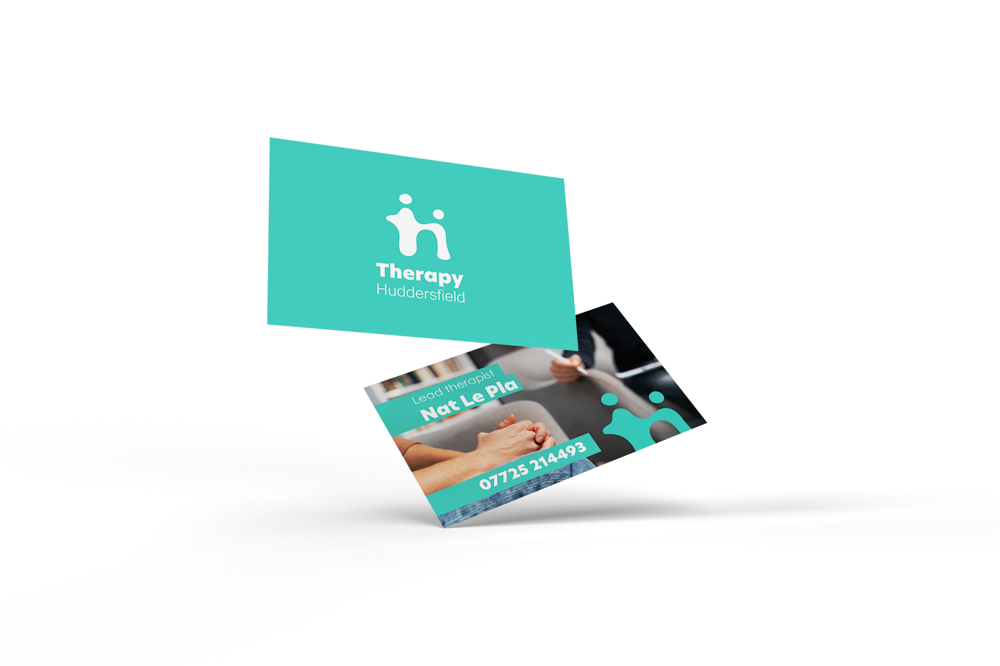 Therapy
Huddersfield
Lead therapist
Nat Le Pla
07725 214493